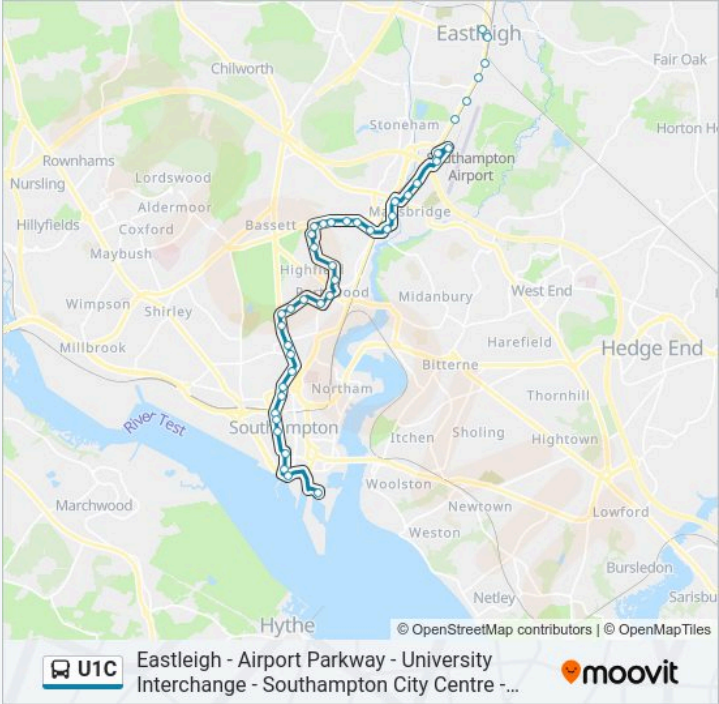 Eastleigh
Chilworth
Fair Oak
Stoneham
Horton H
Rownhams
Southampton
Airport
Lordswood
Nursling
Aldermoor
Mansbridge
Hillyfields
Coxford
Bassett
Maybush
Highfield
Portswood
Midanbury
West End
Wimpson
Shirley
Millbrook
Harefield
Hedge End
Bitterne
Northam
Thornhill
River Test
Southampton
Itchen
Sholing
Hightown
Woolston
Marchwood
Newtown
Lowford
Weston
Bursledon
Netley
Sarisbu
Hythe
© OpenStreetMap contributors | © OpenMapTiles
U1C
Eastleigh - Airport Parkway - University
Interchange - Southampton City Centre -...
moovit